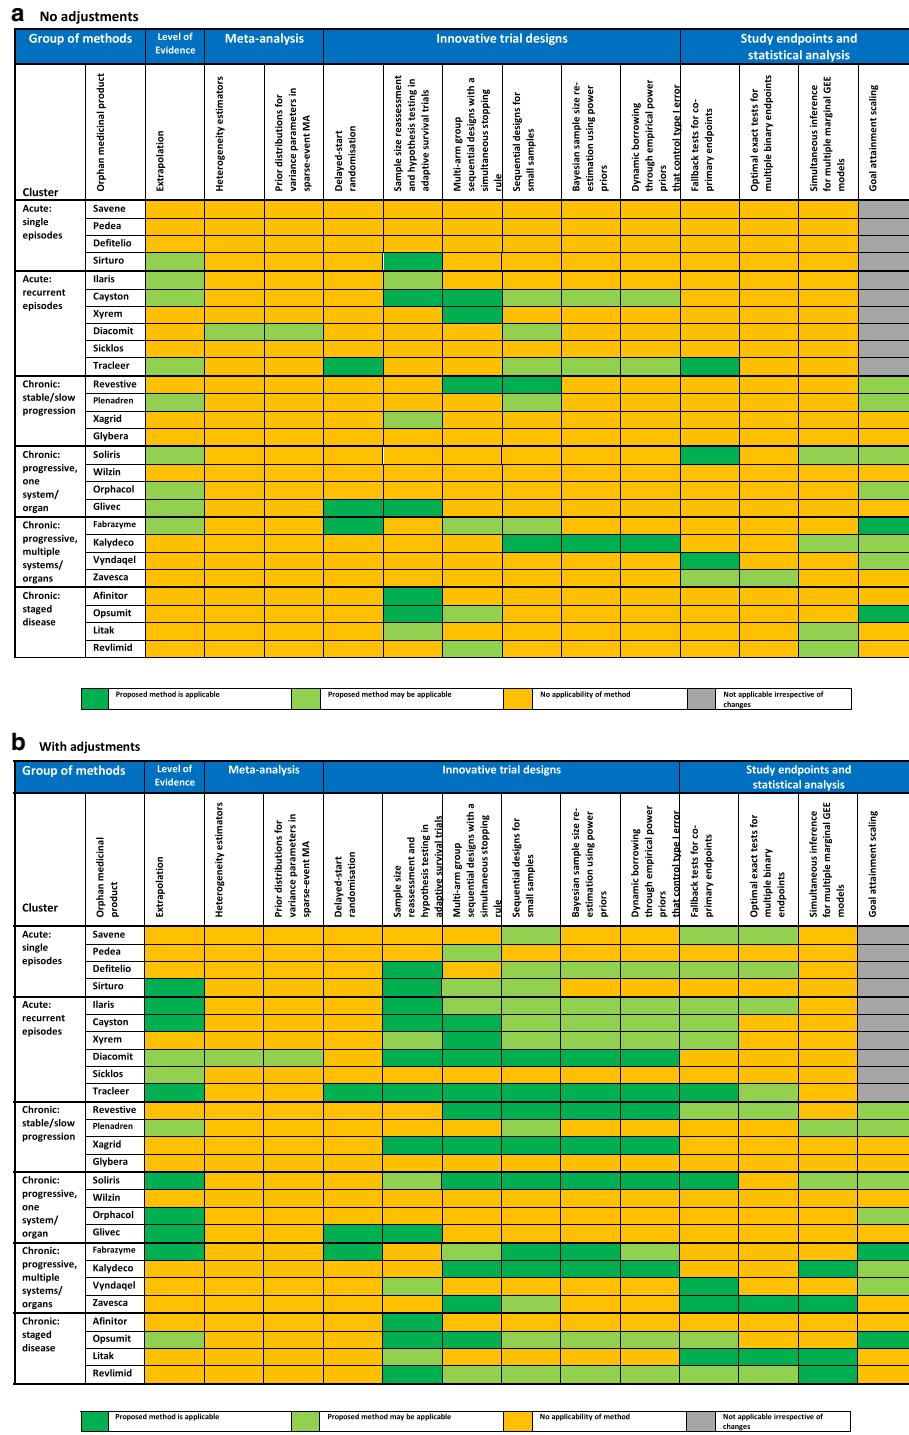 a No adjustments
Group of methods
Level of
Evidence
Meta-analysis
Innovative trial designs
Study endpoints and
statistical analysis
Cluster
Orphan medicinal product
Extrapolation
Heterogeneity estimators
Prior distributions for
variance parameters in
sparse-event MA
Delayed-start
randomisation
Sample size reassessment
and hypothesis testing in
adaptive survival trials
Multi-arm group
sequential designs with a
simultaneous stopping
rule
Sequential designs for
small samples
Bayesian sample size re-
estimation using power
priors
Dynamic borrowing
through empirical power
priors
that control type I error
Fallback tests for co-
primary endpoints
Optimal exact tests for
multiple binary endpoints
Simultaneous inference
for multiple marginal GEE
models
Goal attainment scaling
Acute:
single
episodes
Savene
Pedea
Defitelio
Sirturo
Acute:
recurrent
episodes
Ilaris
Cayston
Xyrem
Diacomit
Sicklos
Tracleer
Chronic:
stable/slow
progression
Revestive
Plenadren
Xagrid
Glybera
Chronic:
progressive,
one
system/
organ
Soliris
Wilzin
Orphacol
Glivec
Chronic:
progressive,
multiple
systems/
organs
Fabrazyme
Kalydeco
Vyndaqel
Zavesca
Chronic:
staged
disease
Afinitor
Opsumit
Litak
Revlimid
Proposed method is applicable
Proposed method may be applicable
No applicability of method
Not applicable irrespective of
changes
b With adjustments
Group of methods
Level of
Evidence
Meta-analysis
Innovative trial designs
Study endpoints and
statistical analysis
Cluster
Orphan medicinal
product
Extrapolation
Heterogeneity estimators
Prior distributions for
variance parameters in
sparse-event MA
Delayed-start
randomisation
Sample size
reassessment and
hypothesis testing in
adaptive survival trials
Multi-arm group
sequential designs with a
simultaneous stopping
rule
Sequential designs for
small samples
Bayesian sample size re-
estimation using power
priors
Dynamic borrowing
through empirical power
priors
that control type I error
Fallback tests for co-
primary endpoints
Optimal exact tests for
multiple binary
endpoints
Simultaneous inference
for multiple marginal GEE
models
Goal attainment scaling
Acute:
single
episodes
Savene
Pedea
Defitelio
Sirturo
Acute:
recurrent
episodes
Ilaris
Cayston
Xyrem
Diacomit
Sicklos
Tracleer
Chronic:
stable/slow
progression
Revestive
Plenadren
Xagrid
Glybera
Chronic:
progressive,
one
system/
organ
Soliris
Wilzin
Orphacol
Glivec
Chronic:
progressive,
multiple
systems/
organs
Fabrazyme
Kalydeco
Vyndaqel
Zavesca
Chronic:
staged
disease
Afinitor
Opsumit
Litak
Revlimid
Proposed method is applicable
Proposed method may be applicable
No applicability of method
Not applicable irrespective of
changes